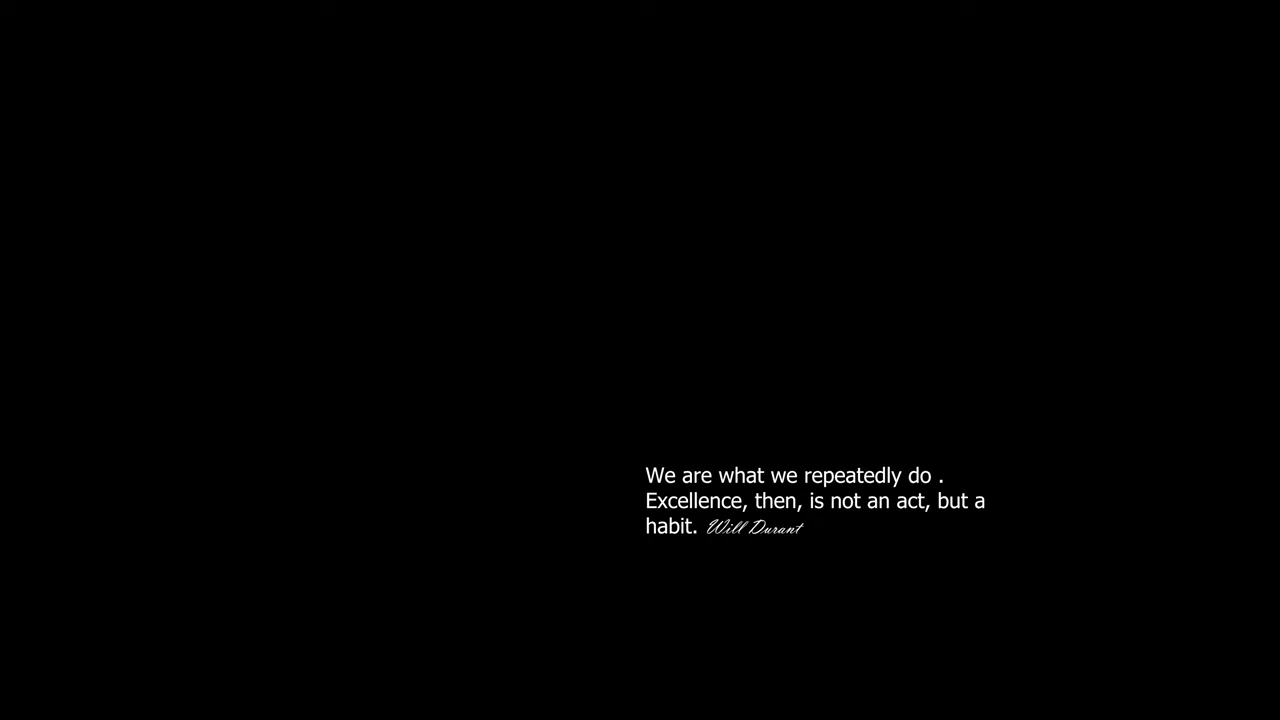 We are what we repeatedly do .
Excellence, then, is not an act, but a
habit. Will Durant